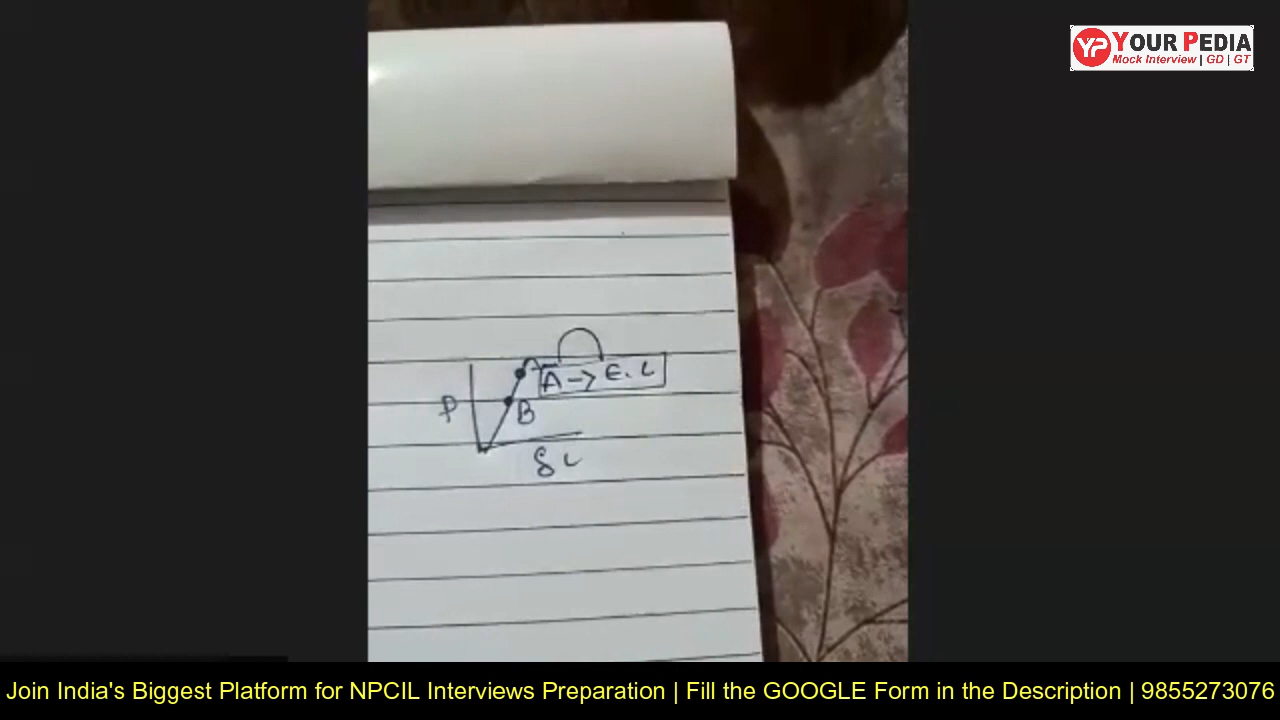 YP YOUR PEDIA
Mock Interview | GD | GT
A
A → E.L
P
B
δL
Join India's Biggest Platform for NPCIL Interviews Preparation | Fill the GOOGLE Form in the Description | 9855273076